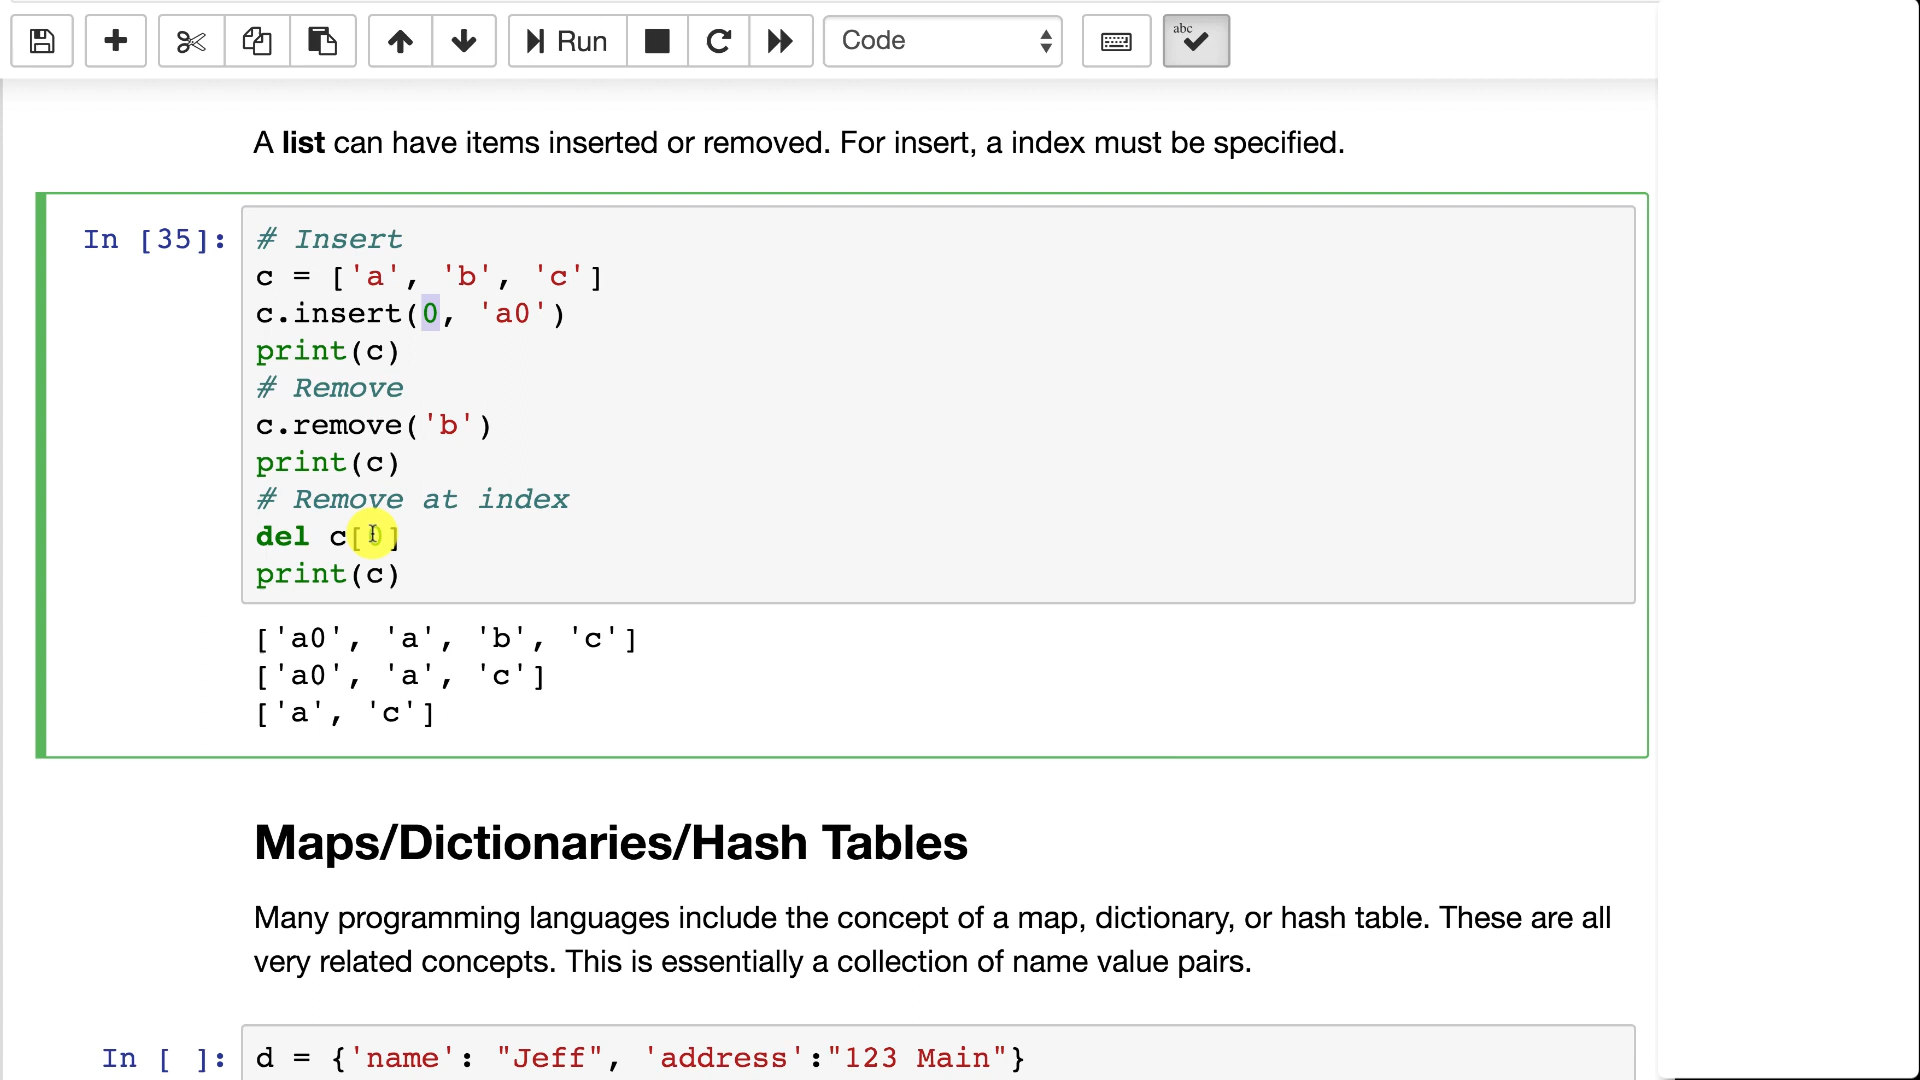 Run
Code
abc
A list can have items inserted or removed. For insert, a index must be specified.
In [35]:
# Insert
c = ['a', 'b', 'c']
c.insert(0, 'a0')
print(c)
# Remove
c.remove('b')
print(c)
# Remove at index
del c[0]
print(c)
['a0', 'a', 'b', 'c']
['a0', 'a', 'c']
['a', 'c']
Maps/Dictionaries/Hash Tables
Many programming languages include the concept of a map, dictionary, or hash table. These are all
very related concepts. This is essentially a collection of name value pairs.
In [ ]:
d = {'name': "Jeff", 'address':"123 Main"}